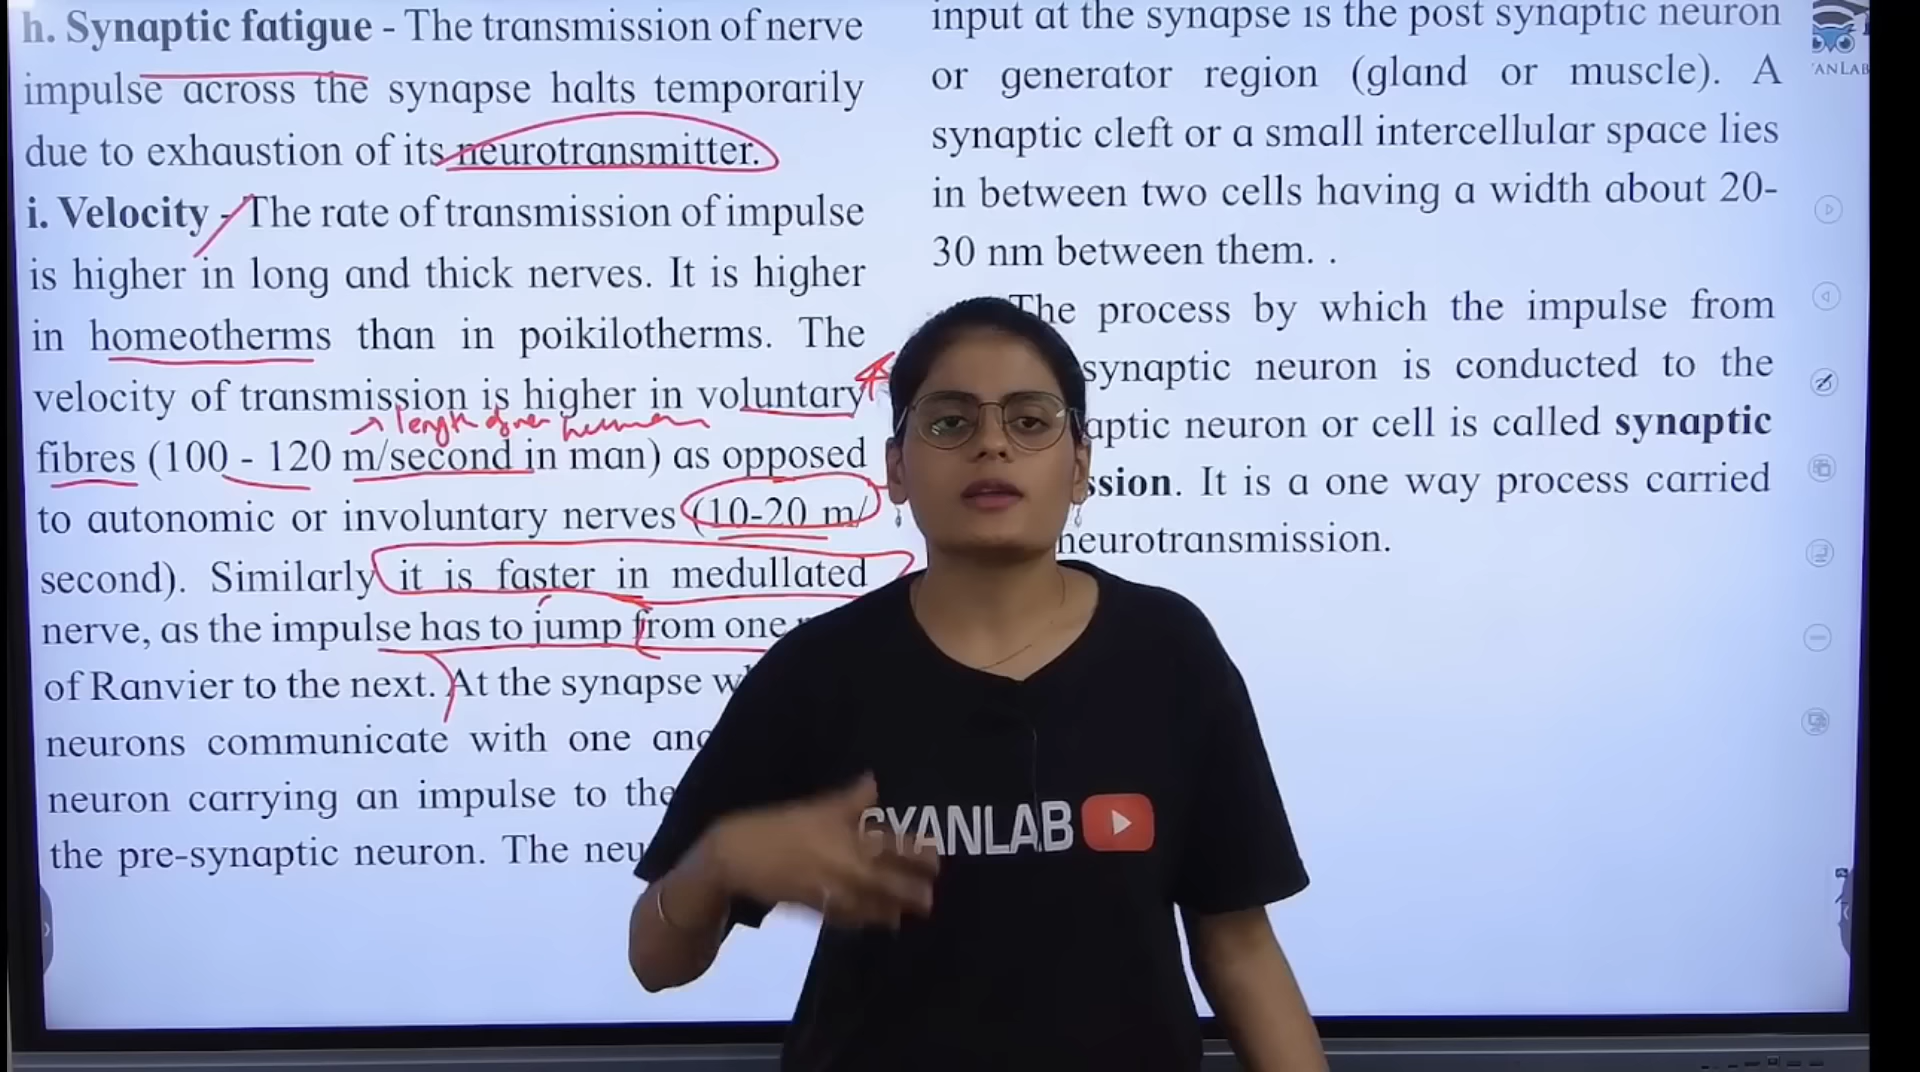 h. Synaptic fatigue - The transmission of nerve
impulse across the synapse halts temporarily
due to exhaustion of its neurotransmitter.
i. Velocity - The rate of transmission of impulse
is higher in long and thick nerves. It is higher
in homeotherms than in poikilotherms. The
velocity of transmission is higher in voluntary
length of
fibres (100 - 120 m/second in man) as opposed
to autonomic or involuntary nerves (10-20 m/
second). Similarly it is faster in medullated
nerve, as the impulse has to jump from one
of Ranvier to the next. At the synapse
neurons communicate with one
neuron carrying an impulse to the
the pre-synaptic neuron. The
input at the synapse is the post synaptic neuron
or generator region (gland or muscle). A
synaptic cleft or a small intercellular space lies
in between two cells having a width about 20-
30 nm between them. .
The process by which the impulse from
synaptic neuron is conducted to the
aptic neuron or cell is called synaptic
ssion. It is a one way process carried
neurotransmission.
GYANLAB